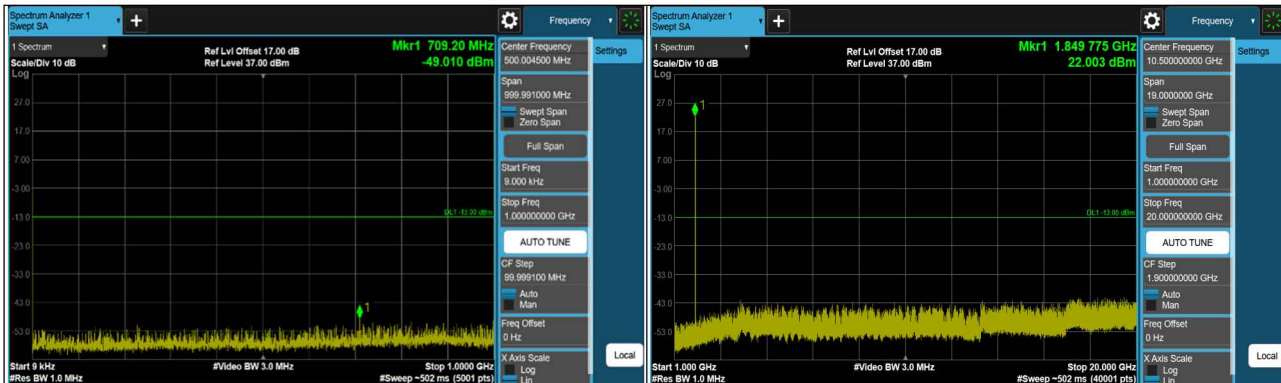 Spectrum Analyzer 1
Swept SA
+
Frequency
1 Spectrum
Scale/Div 10 dB
Log
Ref Lvl Offset 17.00 dB
Ref Level 37.00 dBm
Mkr1 709.20 MHz
-49.010 dBm
27.0
17.0
7.00
-3.00
-13.0
-23.0
-33.0
-43.0
-53.0
DL1 -13.00 dBm
1
Start 9 kHz
#Res BW 1.0 MHz
#Video BW 3.0 MHz
Stop 1.0000 GHz
#Sweep ~502 ms (5001 pts)
Center Frequency
500.004500 MHz
Span
999.991000 MHz
Swept Span
Zero Span
Full Span
Start Freq
9.000 kHz
Stop Freq
1.000000000 GHz
AUTO TUNE
CF Step
99.999100 MHz
Auto
Man
Freq Offset
0 Hz
X Axis Scale
Log
Lin
Settings
Local
Spectrum Analyzer 1
Swept SA
+
Frequency
1 Spectrum
Scale/Div 10 dB
Log
Ref Lvl Offset 17.00 dB
Ref Level 37.00 dBm
Mkr1 1.849 775 GHz
22.003 dBm
27.0
17.0
7.00
-3.00
-13.0
-23.0
-33.0
-43.0
-53.0
DL1 -13.00 dBm
1
Start 1.000 GHz
#Res BW 1.0 MHz
#Video BW 3.0 MHz
Stop 20.000 GHz
#Sweep ~502 ms (40001 pts)
Center Frequency
10.500000000 GHz
Span
19.0000000 GHz
Swept Span
Zero Span
Full Span
Start Freq
1.000000000 GHz
Stop Freq
20.000000000 GHz
AUTO TUNE
CF Step
1.900000000 GHz
Auto
Man
Freq Offset
0 Hz
X Axis Scale
Log
Lin
Settings
Local